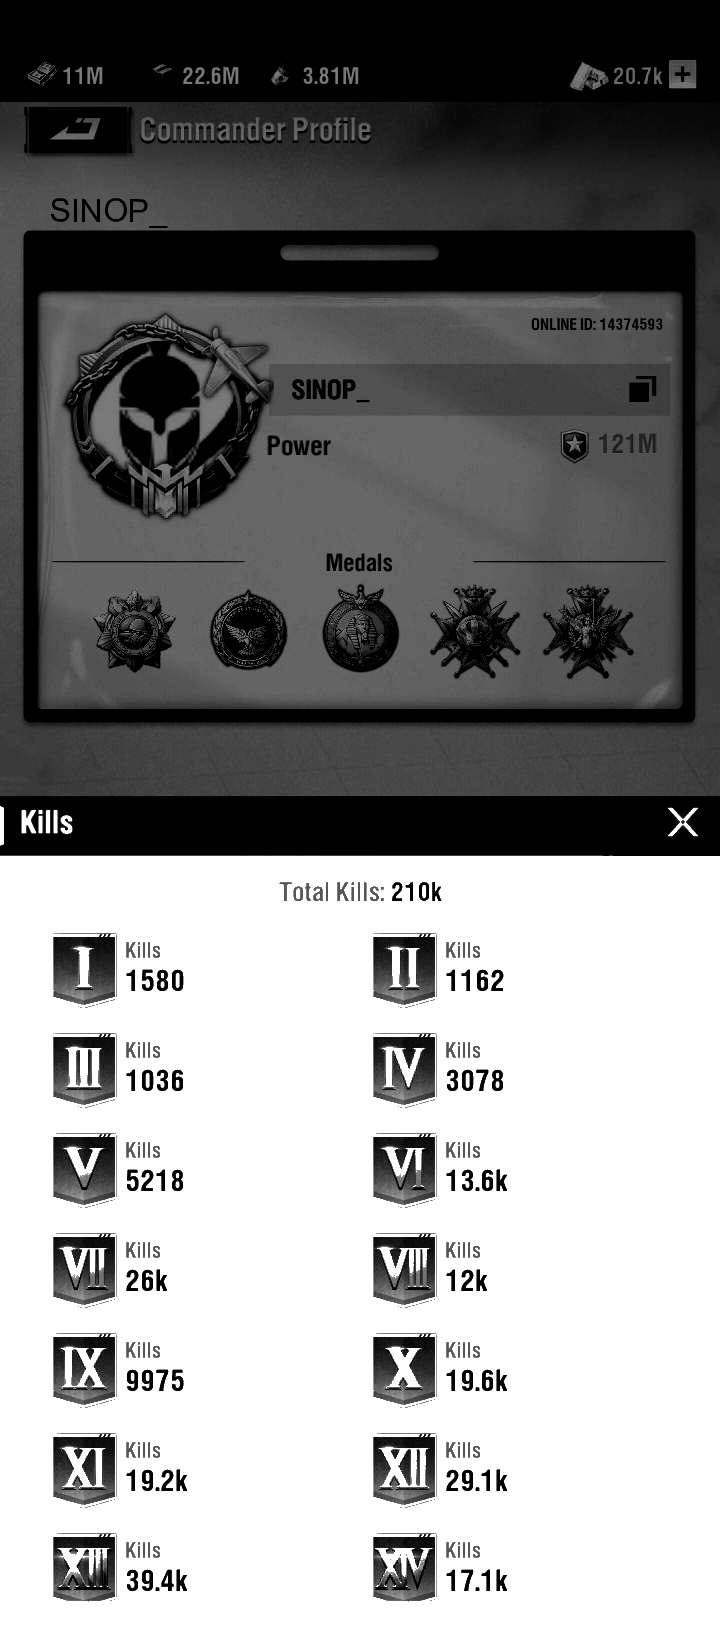 11M 22.6M 3.81M 20.7k
Commander Profile
SINOP_
ONLINE ID: 14374593
SINOP_
Power 121M
Medals
Kills
Total Kills: 210k
I Kills 1580
II Kills 1162
III Kills 1036
IV Kills 3078
V Kills 5218
VI Kills 13.6k
VII Kills 26k
VIII Kills 12k
IX Kills 9975
X Kills 19.6k
XI Kills 19.2k
XII Kills 29.1k
XIII Kills 39.4k
XIV Kills 17.1k